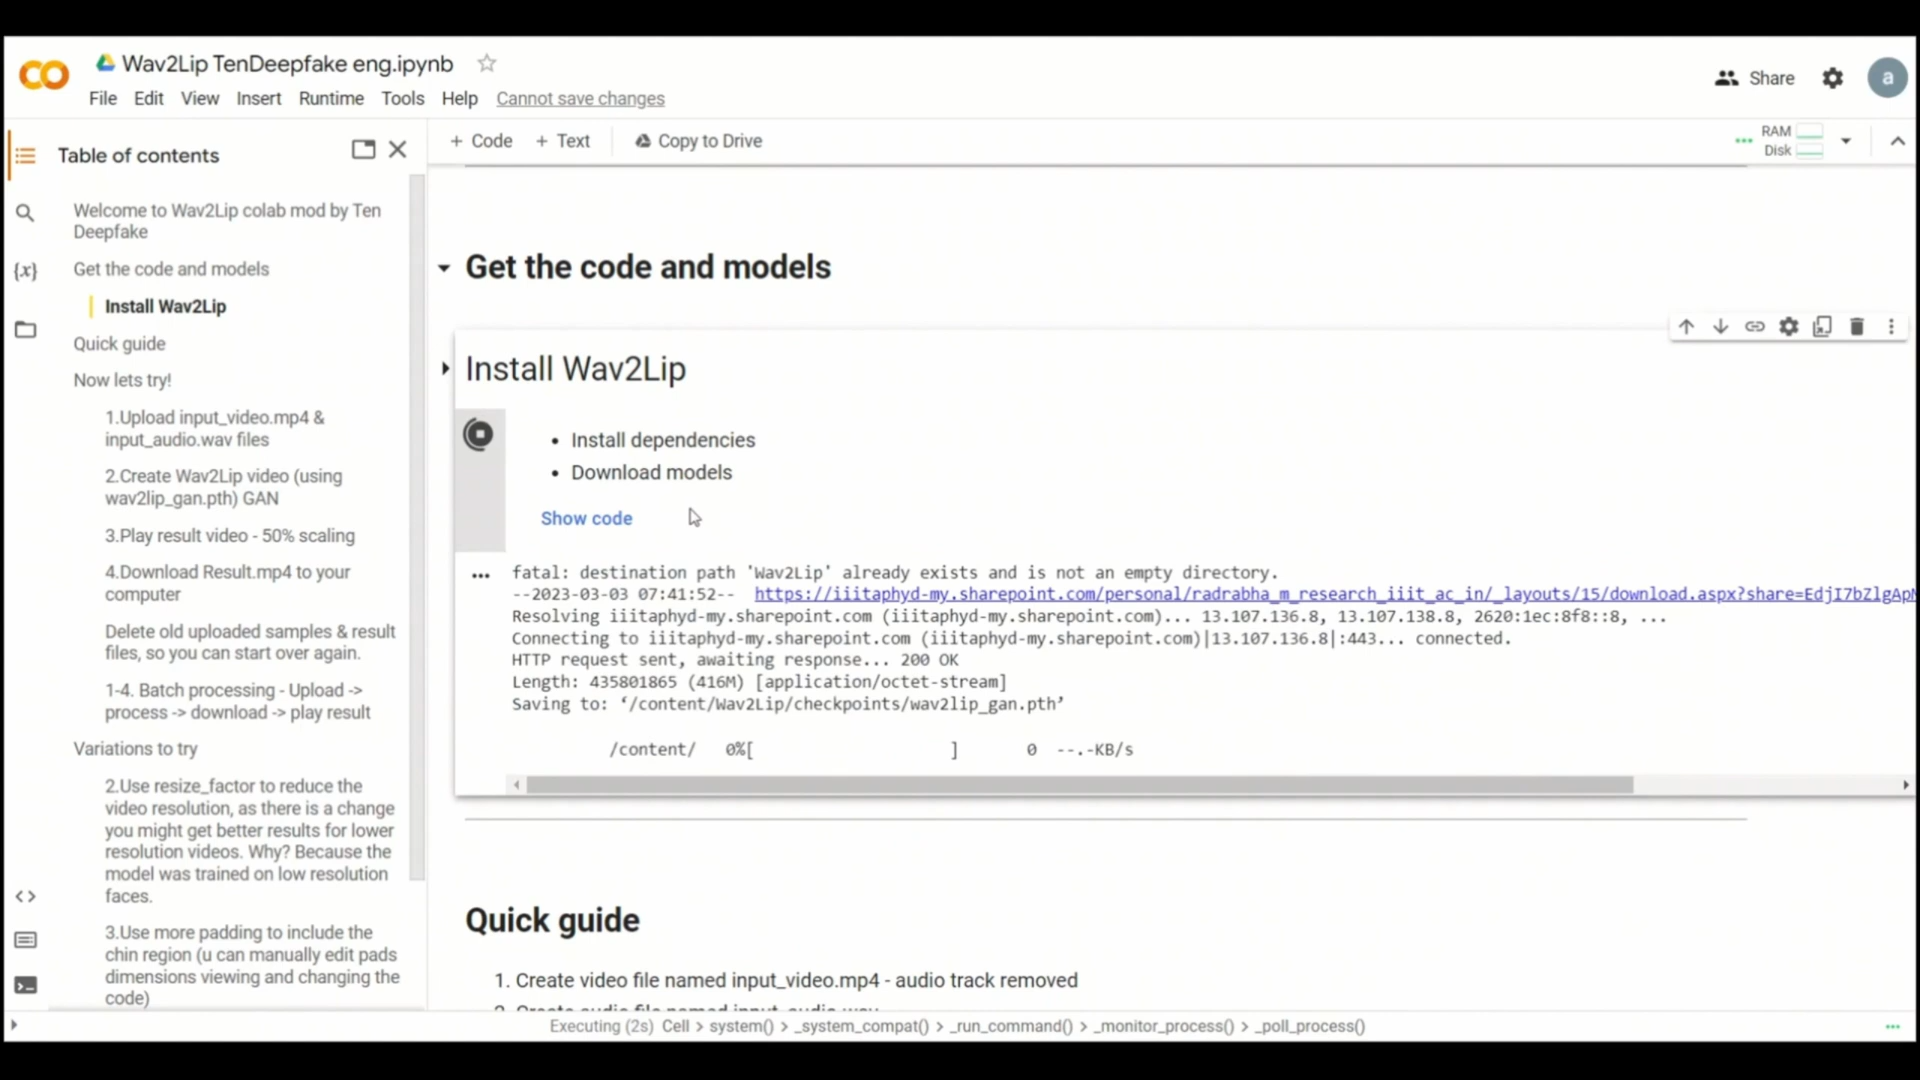 Wav2Lip TenDeepfake eng.ipynb
File Edit View Insert Runtime Tools Help Cannot save changes
Share
a
Table of contents
+ Code + Text Copy to Drive
RAM
Disk
Welcome to Wav2Lip colab mod by Ten
Deepfake
Get the code and models
Install Wav2Lip
Quick guide
Now lets try!
1.Upload input_video.mp4 &
input_audio.wav files
2.Create Wav2Lip video (using
wav2lip_gan.pth) GAN
3.Play result video - 50% scaling
4.Download Result.mp4 to your
computer
Delete old uploaded samples & result
files, so you can start over again.
1-4. Batch processing - Upload ->
process -> download -> play result
Variations to try
2.Use resize_factor to reduce the
video resolution, as there is a change
you might get better results for lower
resolution videos. Why? Because the
model was trained on low resolution
faces.
3.Use more padding to include the
chin region (u can manually edit pads
dimensions viewing and changing the
code)
Get the code and models
Install Wav2Lip
• Install dependencies
• Download models
Show code
fatal: destination path 'Wav2Lip' already exists and is not an empty directory.
--2023-03-03 07:41:52-- https://iiitaphyd-my.sharepoint.com/personal/radrabha_m_research_iiit_ac_in/_layouts/15/download.aspx?share=EdjI7bZlgApM
Resolving iiitaphyd-my.sharepoint.com (iiitaphyd-my.sharepoint.com)... 13.107.136.8, 13.107.138.8, 2620:1ec:8f8::8, ...
Connecting to iiitaphyd-my.sharepoint.com (iiitaphyd-my.sharepoint.com)|13.107.136.8|:443... connected.
HTTP request sent, awaiting response... 200 OK
Length: 435801865 (416M) [application/octet-stream]
Saving to: ‘/content/Wav2Lip/checkpoints/wav2lip_gan.pth’
/content/ 0%[ ] 0 --.-KB/s
Quick guide
1. Create video file named input_video.mp4 - audio track removed
2. Create audio file named input_audio.wav
Executing (2s) Cell > system() > _system_compat() > _run_command() > _monitor_process() > _poll_process()